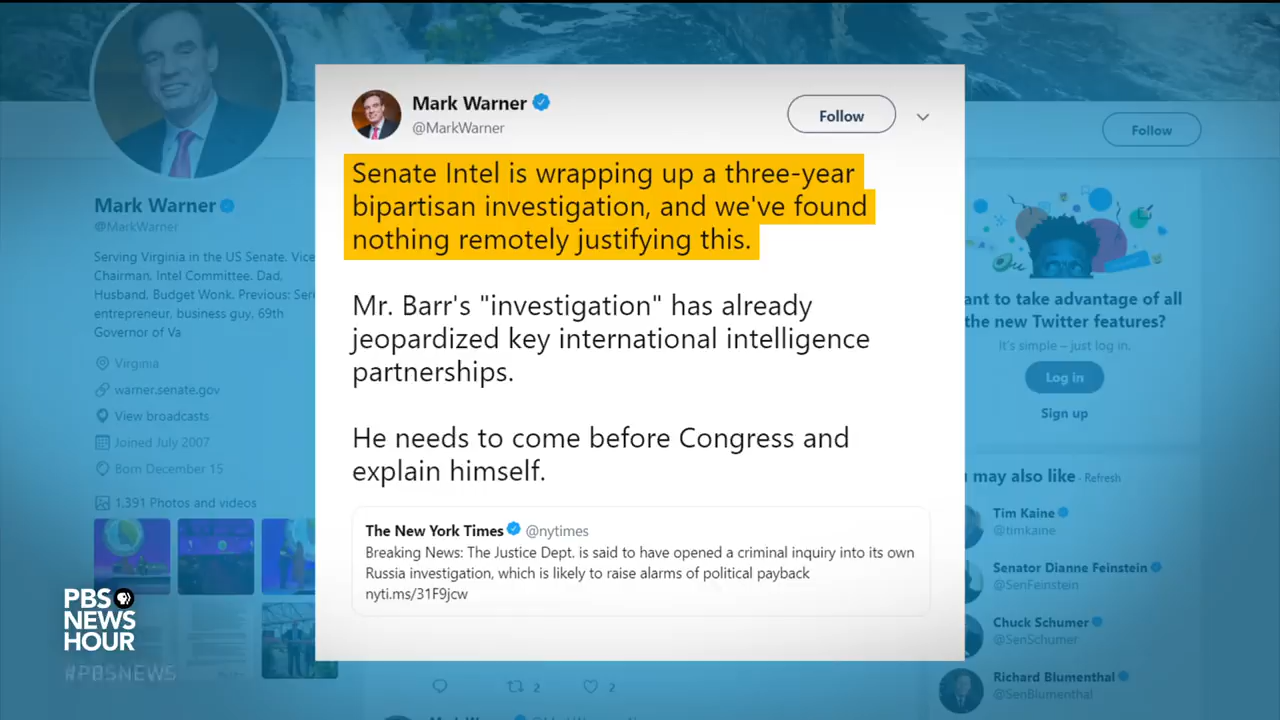 Mark Warner
@MarkWarner
Serving Virginia in the US Senate. Vice
Chairman, Intel Committee. Dad,
Husband. Budget Wonk. Previous:
entrepreneur, business guy, 69th
Governor of Va
Virginia
warner.senate.gov
View broadcasts
Joined July 2007
Born December 15
1,391 Photos and videos
PBS
NEWS
HOUR
#PBSNEWS
Mark Warner
@MarkWarner
Follow
Senate Intel is wrapping up a three-year
bipartisan investigation, and we've found
nothing remotely justifying this.
Mr. Barr's "investigation" has already
jeopardized key international intelligence
partnerships.
He needs to come before Congress and
explain himself.
The New York Times @nytimes
Breaking News: The Justice Dept. is said to have opened a criminal inquiry into its own
Russia investigation, which is likely to raise alarms of political payback
nyti.ms/31F9jcw
2
2
Follow
ant to take advantage of all
the new Twitter features?
It's simple – just log in.
Log in
Sign up
may also like · Refresh
Tim Kaine
@timkaine
Senator Dianne Feinstein
@SenFeinstein
Chuck Schumer
@SenSchumer
Richard Blumenthal
@SenBlumenthal